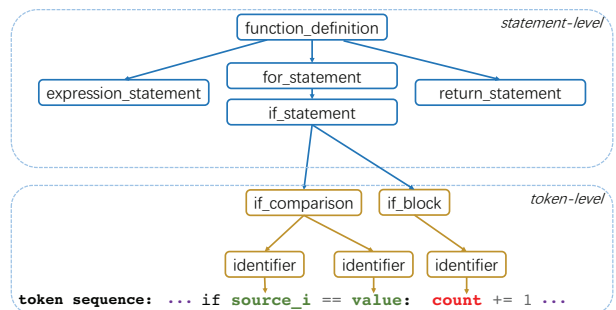 statement-level
function_definition
for_statement
expression_statement
return_statement
if_statement
token-level
if_comparison
if_block
identifier identifier identifier
token sequence: ... if source_i == value: count += 1 ...